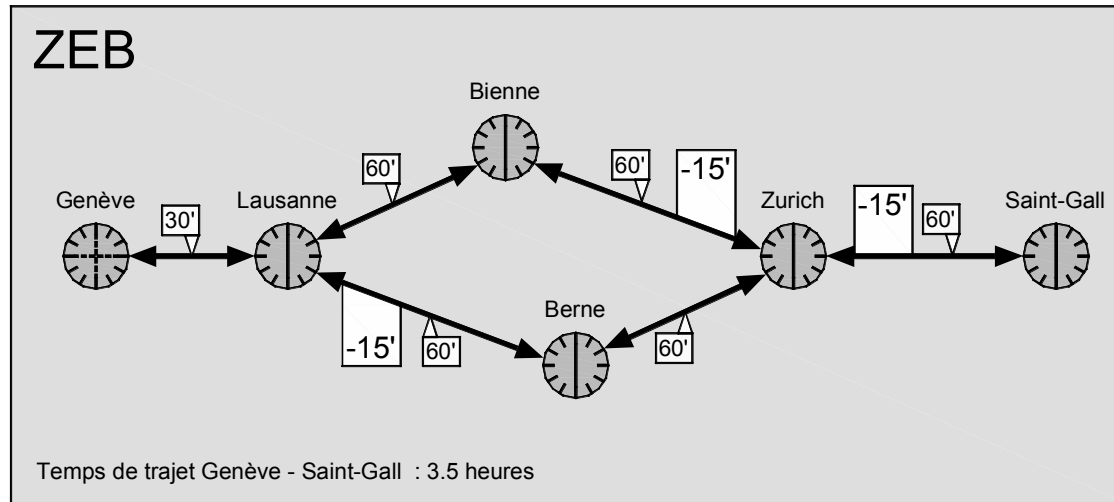 ZEB
Bienne
60'
60'
-15'
Genève
Lausanne
Zurich
Saint-Gall
30'
-15'
60'
Berne
-15'
60'
60'
Temps de trajet Genève - Saint-Gall : 3.5 heures